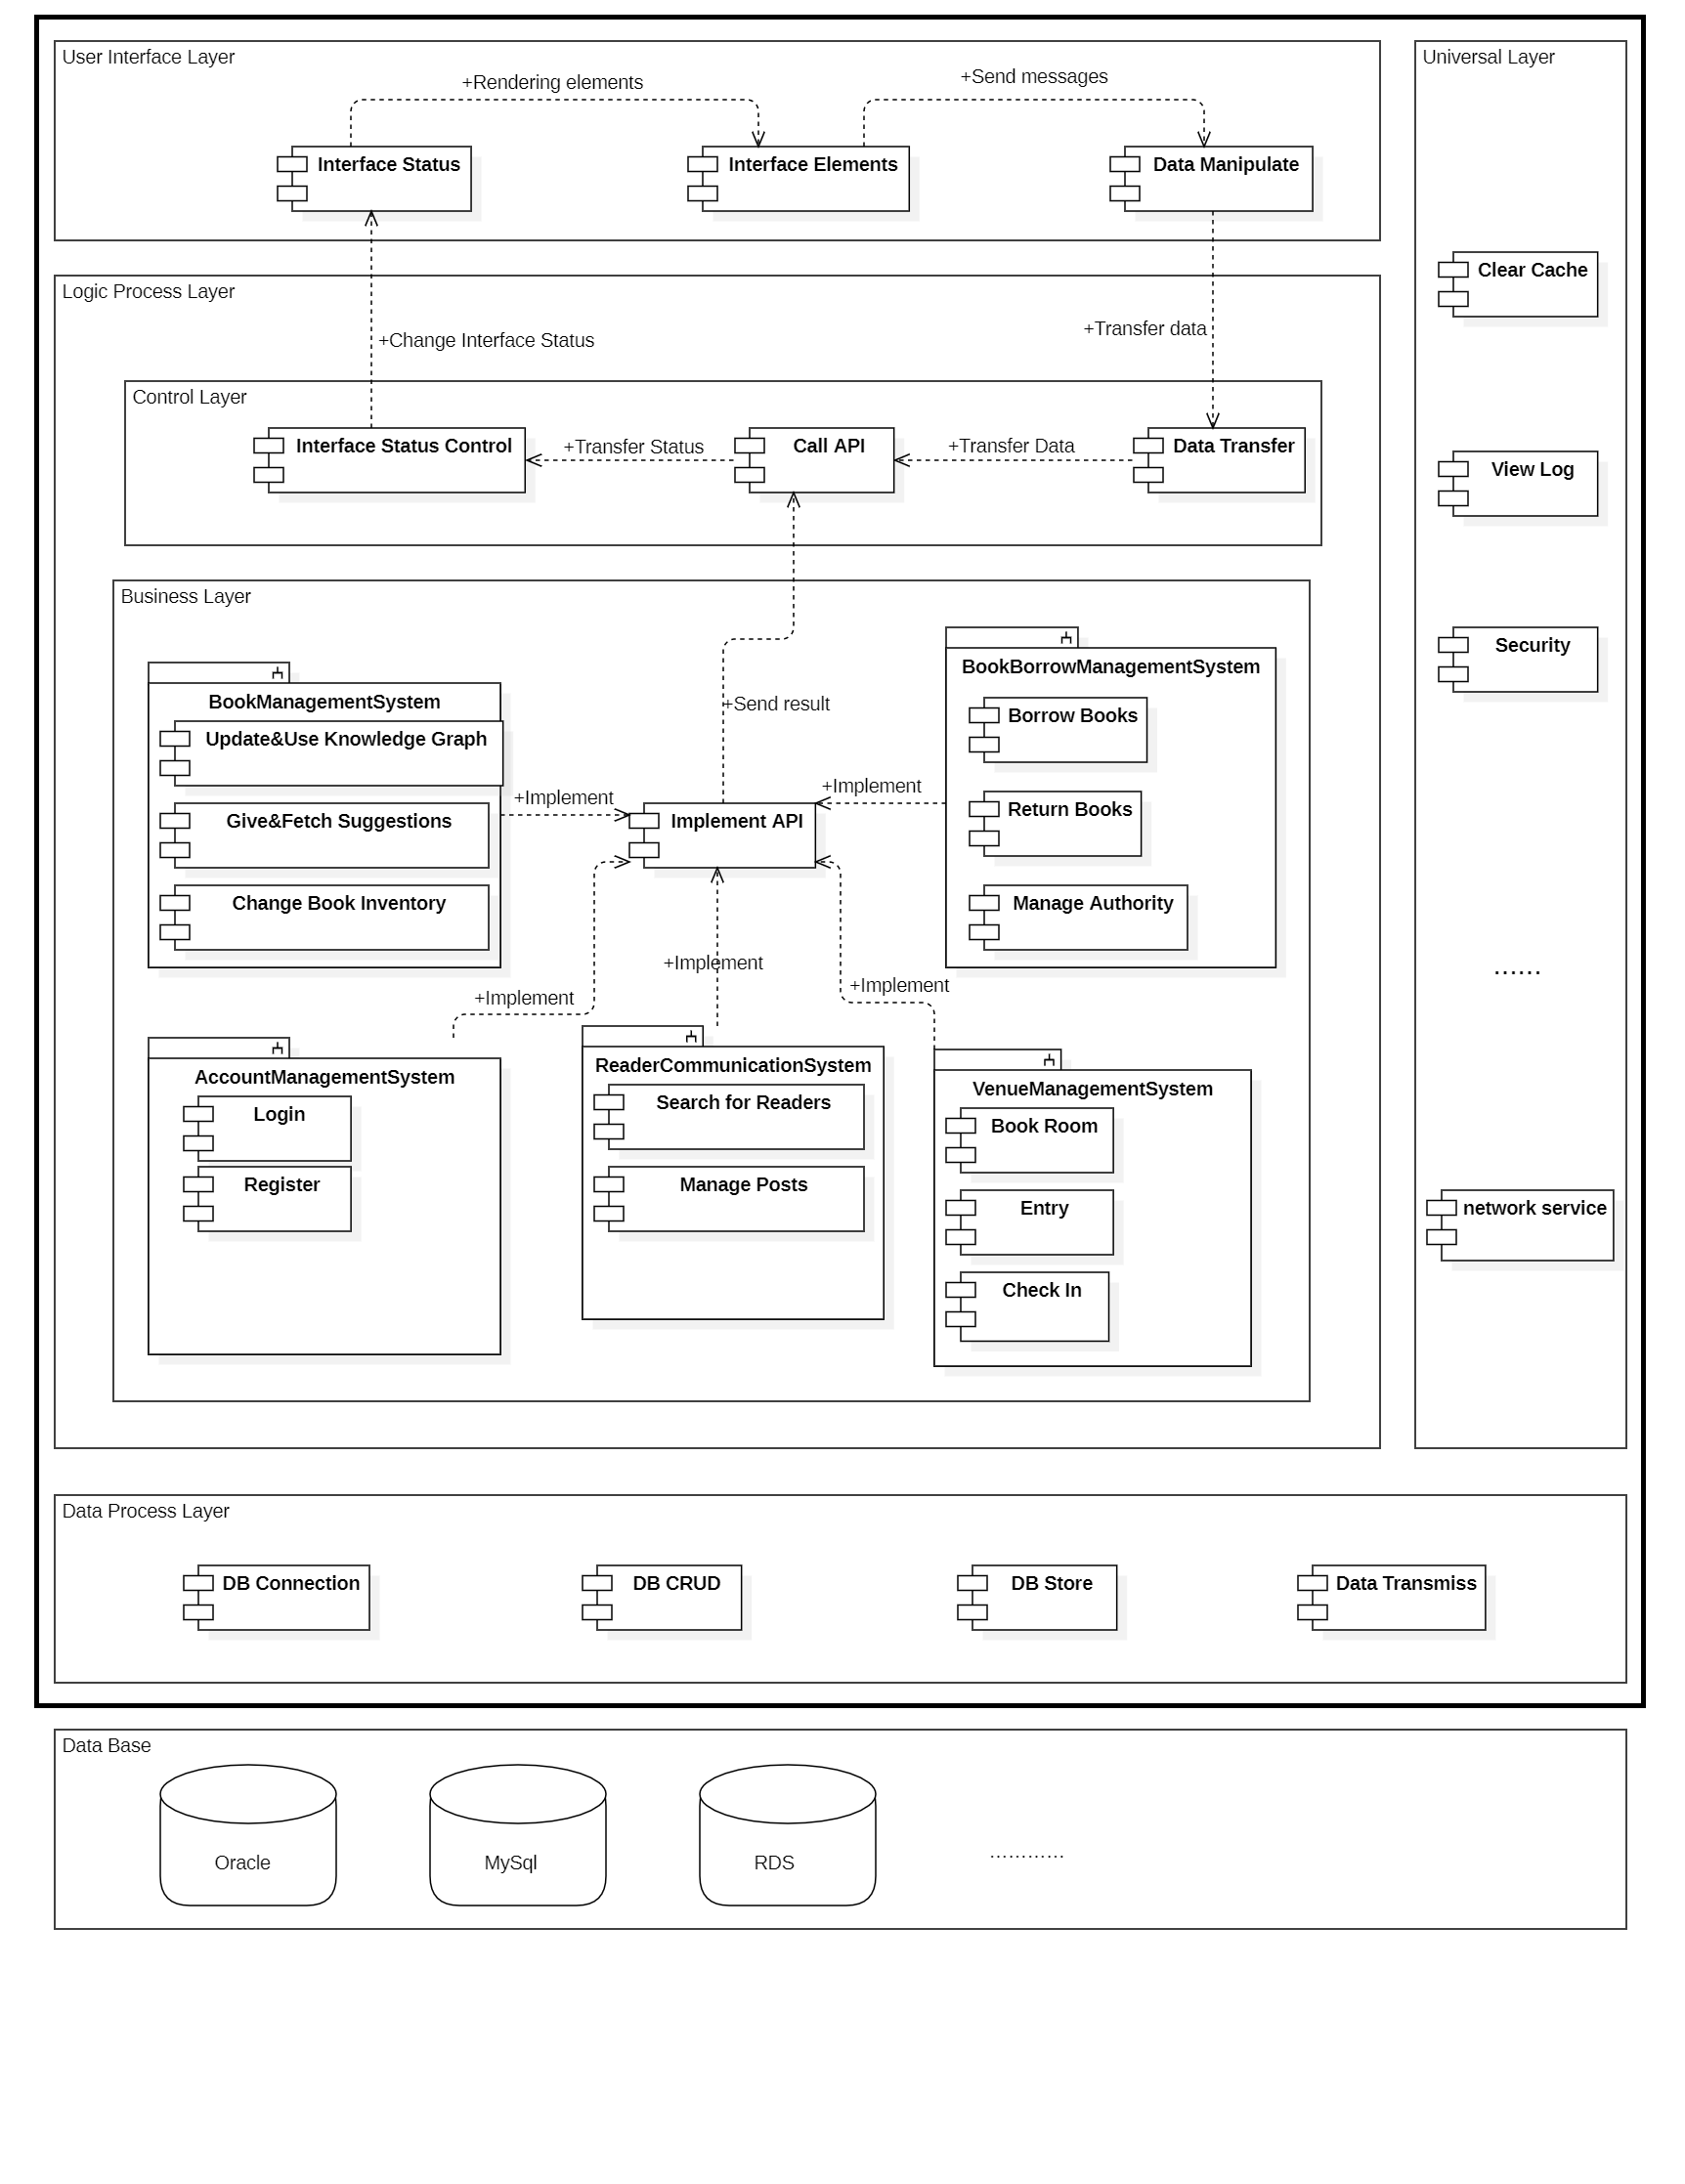 User Interface Layer
Universal Layer
+Rendering elements
+Send messages
Interface Status
Interface Elements
Data Manipulate
Clear Cache
Logic Process Layer
+Change Interface Status
+Transfer data
Control Layer
Interface Status Control
+Transfer Status
Call API
+Transfer Data
Data Transfer
View Log
Business Layer
Security
BookManagementSystem
Update&Use Knowledge Graph
Give&Fetch Suggestions
Change Book Inventory
+Send result
BookBorrowManagementSystem
Borrow Books
Return Books
Manage Authority
+Implement
+Implement
Implement API
+Implement
+Implement
+Implement
......
AccountManagementSystem
Login
Register
ReaderCommunicationSystem
Search for Readers
Manage Posts
VenueManagementSystem
Book Room
Entry
Check In
network service
Data Process Layer
DB Connection
DB CRUD
DB Store
Data Transmiss
Data Base
Oracle
MySql
RDS
............